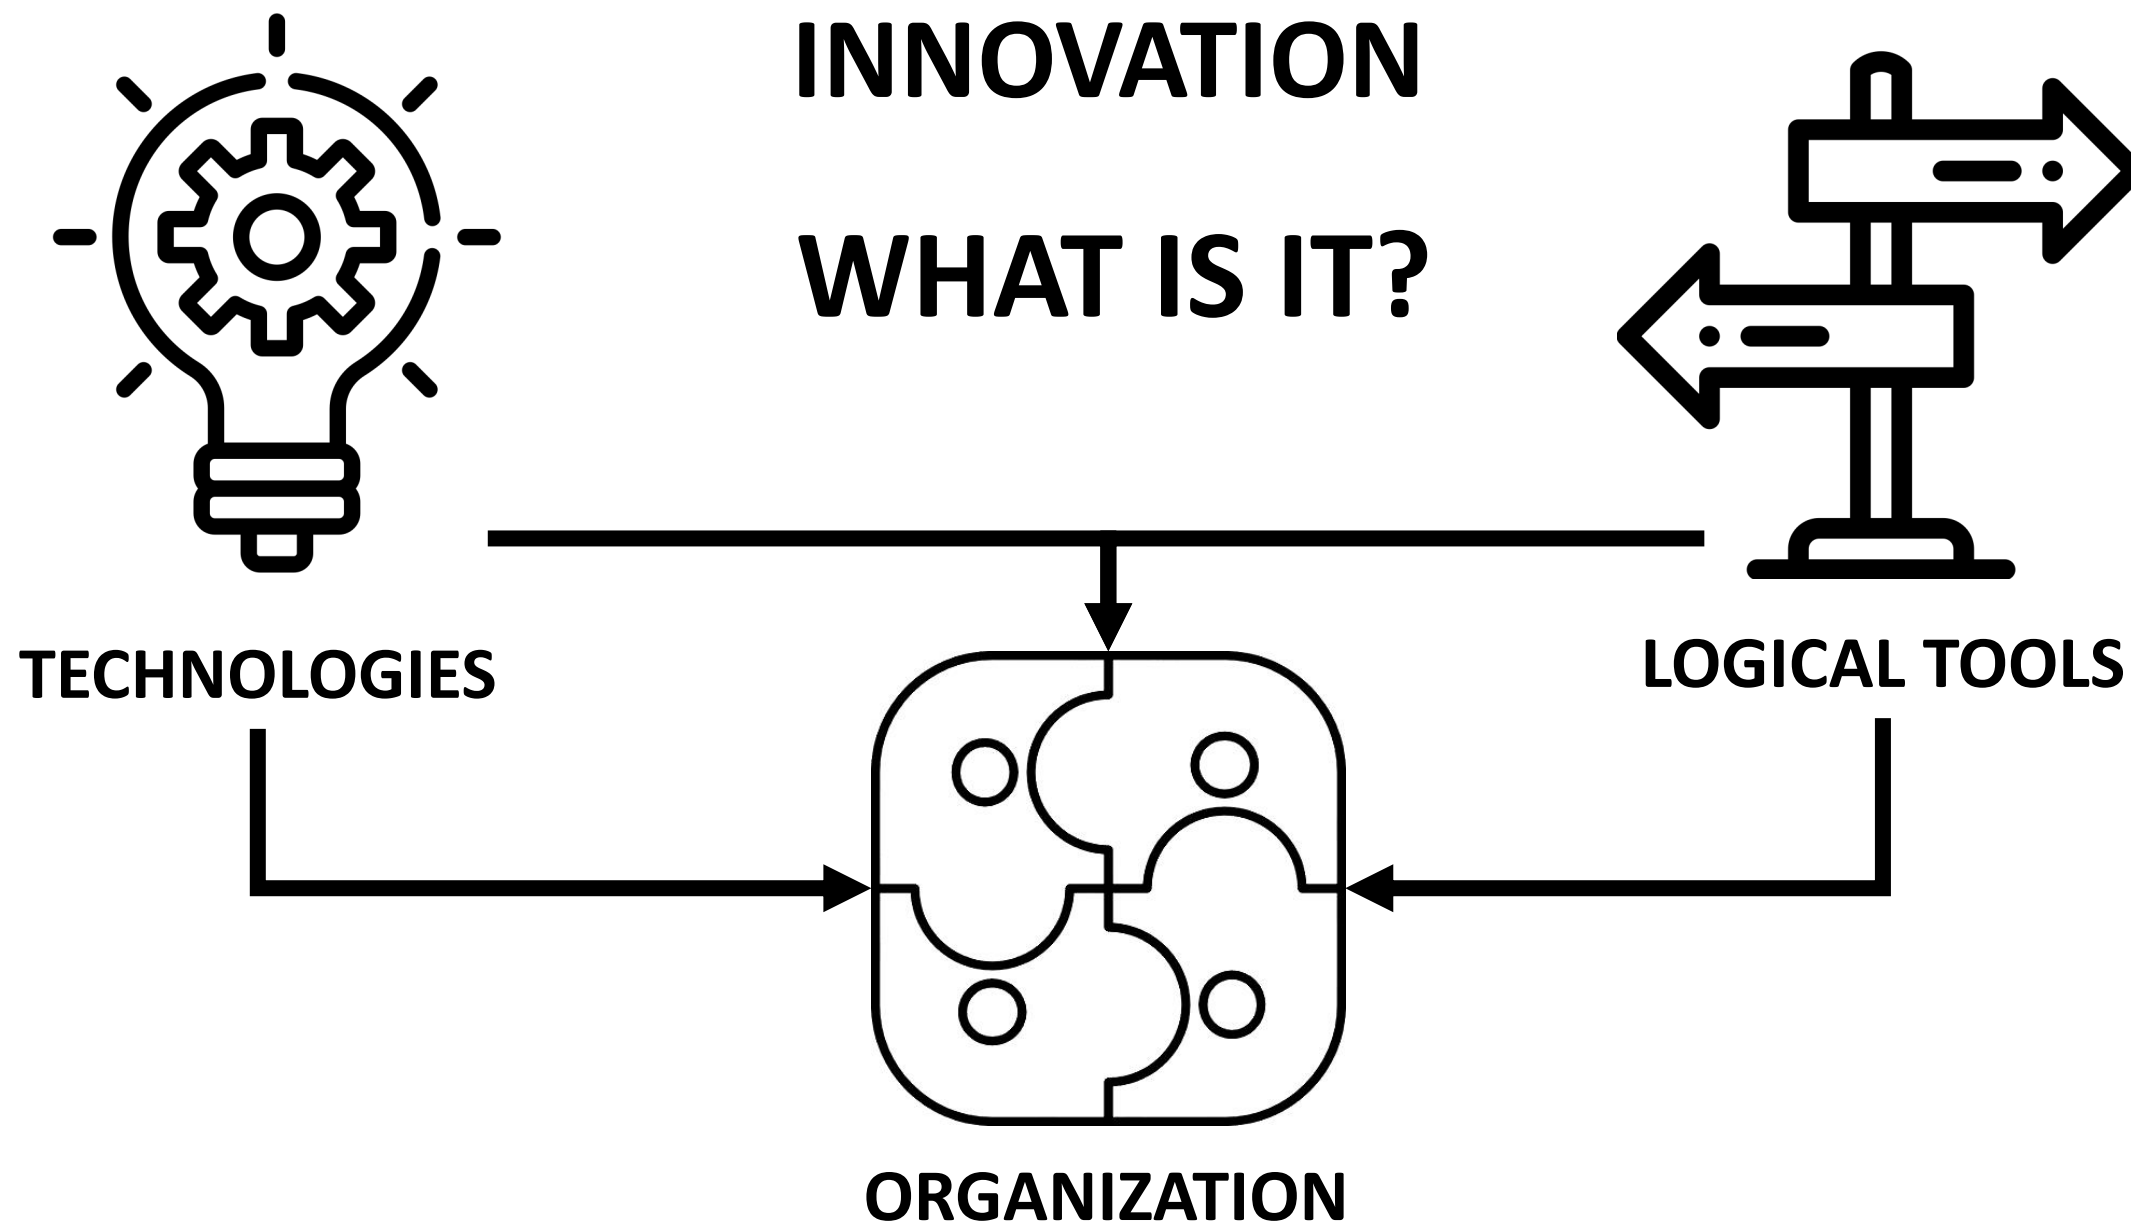 INNOVATION
WHAT IS IT?
TECHNOLOGIES
LOGICAL TOOLS
ORGANIZATION